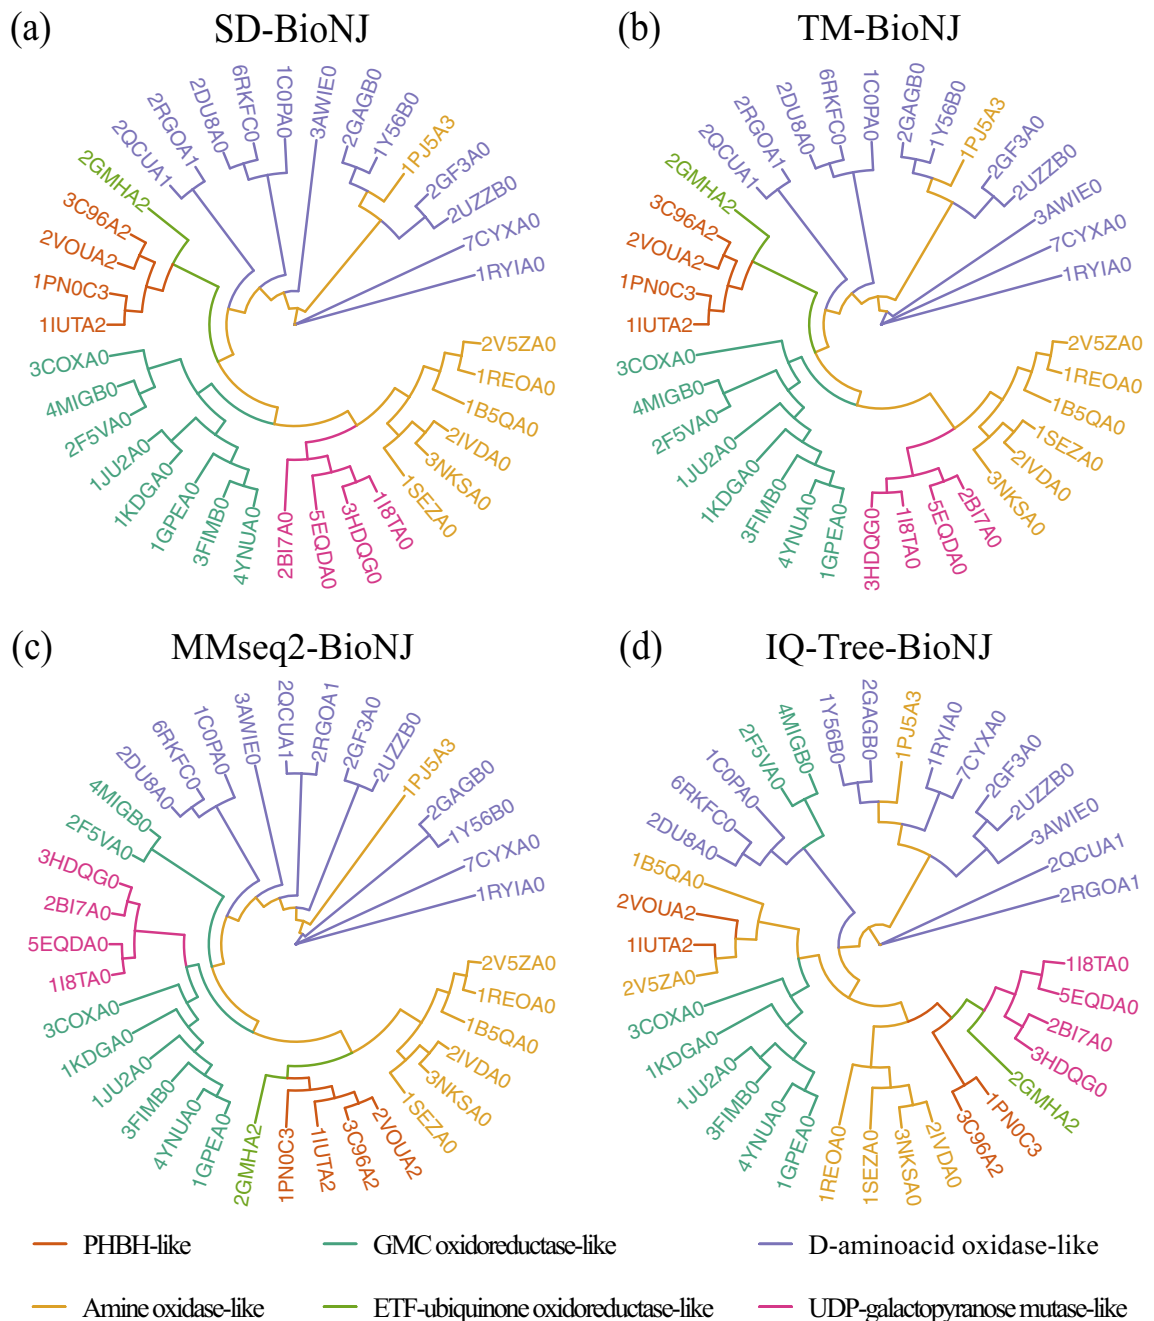 (a) SD-BioNJ
2GMHA2
2QCUA1
2RGOA1
2DU8A0
6RKFC0
1C0PA0
3AWIE0
2GAGB0
1Y56B0
1PJ5A3
2GF3A0
2UZZB0
7CYXA0
1RYIA0
3C96A2
2VOUA2
1PN0C3
1IUTA2
3COXA0
4MIGB0
2F5VA0
1JU2A0
1KDGA0
1GPEA0
3FIMB0
4YNUA0
2BI7A0
5EQDA0
3HDQG0
1I8TA0
1SEZA0
3NKSA0
2IVDA0
1B5QA0
1REOA0
2V5ZA0
(b) TM-BioNJ
2GMHA2
2QCUA1
2RGOA1
2DU8A0
6RKFC0
1C0PA0
2GAGB0
1Y56B0
1PJ5A3
2GF3A0
2UZZB0
3AWIE0
7CYXA0
1RYIA0
3C96A2
2VOUA2
1PN0C3
1IUTA2
3COXA0
4MIGB0
2F5VA0
1JU2A0
1KDGA0
3FIMB0
4YNUA0
1GPEA0
3HDQG0
1I8TA0
5EQDA0
2BI7A0
3NKSA0
2IVDA0
1SEZA0
1B5QA0
1REOA0
2V5ZA0
(c) MMseq2-BioNJ
4MIGB0
2F5VA0
2DU8A0
6RKFC0
1C0PA0
3AWIE0
2QCUA1
2RGOA1
2GF3A0
2UZZB0
1PJ5A3
2GAGB0
1Y56B0
7CYXA0
1RYIA0
3HDQG0
2BI7A0
5EQDA0
1I8TA0
3COXA0
1KDGA0
1JU2A0
3FIMB0
4YNUA0
1GPEA0
2GMHA2
1PN0C3
1IUTA2
3C96A2
2VOUA2
1SEZA0
3NKSA0
2IVDA0
1B5QA0
1REOA0
2V5ZA0
(d) IQ-Tree-BioNJ
2DU8A0
6RKFC0
1C0PA0
2F5VA0
4MIGB0
1Y56B0
2GAGB0
1PJ5A3
1RYIA0
7CYXA0
2GF3A0
2UZZB0
3AWIE0
2QCUA1
2RGOA1
1B5QA0
2VOUA2
1IUTA2
2V5ZA0
3COXA0
1KDGA0
1JU2A0
3FIMB0
4YNUA0
1GPEA0
1REOA0
1SEZA0
3NKSA0
2IVDA0
3C96A2
1PN0C3
2GMHA2
3HDQG0
2BI7A0
5EQDA0
1I8TA0
PHBH-like
GMC oxidoreductase-like
D-aminoacid oxidase-like
Amine oxidase-like
ETF-ubiquinone oxidoreductase-like
UDP-galactopyranose mutase-like